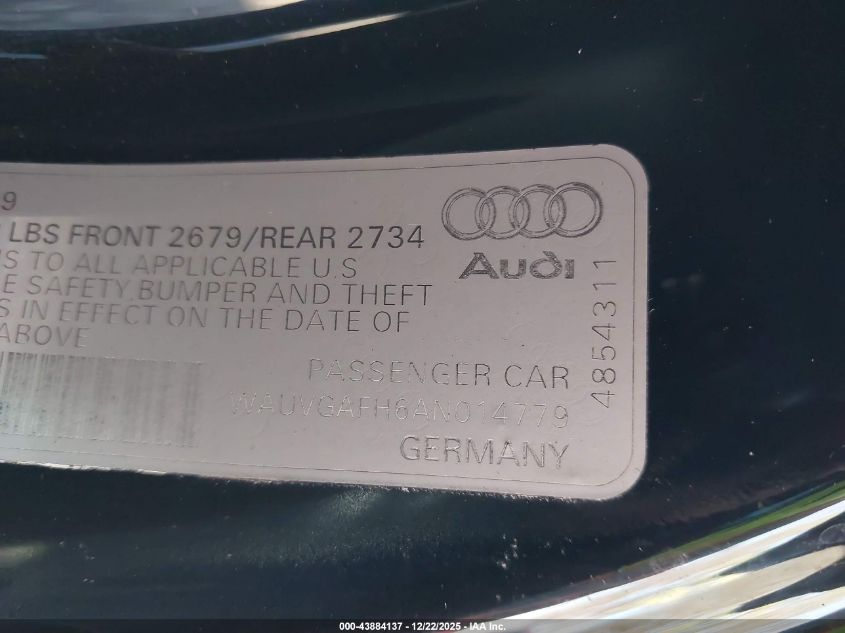 9
LBS FRONT 2679/REAR 2734
S TO ALL APPLICABLE U.S
E SAFETY, BUMPER AND THEFT
S IN EFFECT ON THE DATE OF
ABOVE
Audi
PASSENGER CAR
WAUVGAFH6AN014779
GERMANY
4854311
000-43884137 - 12/22/2025 - © IAA Inc.